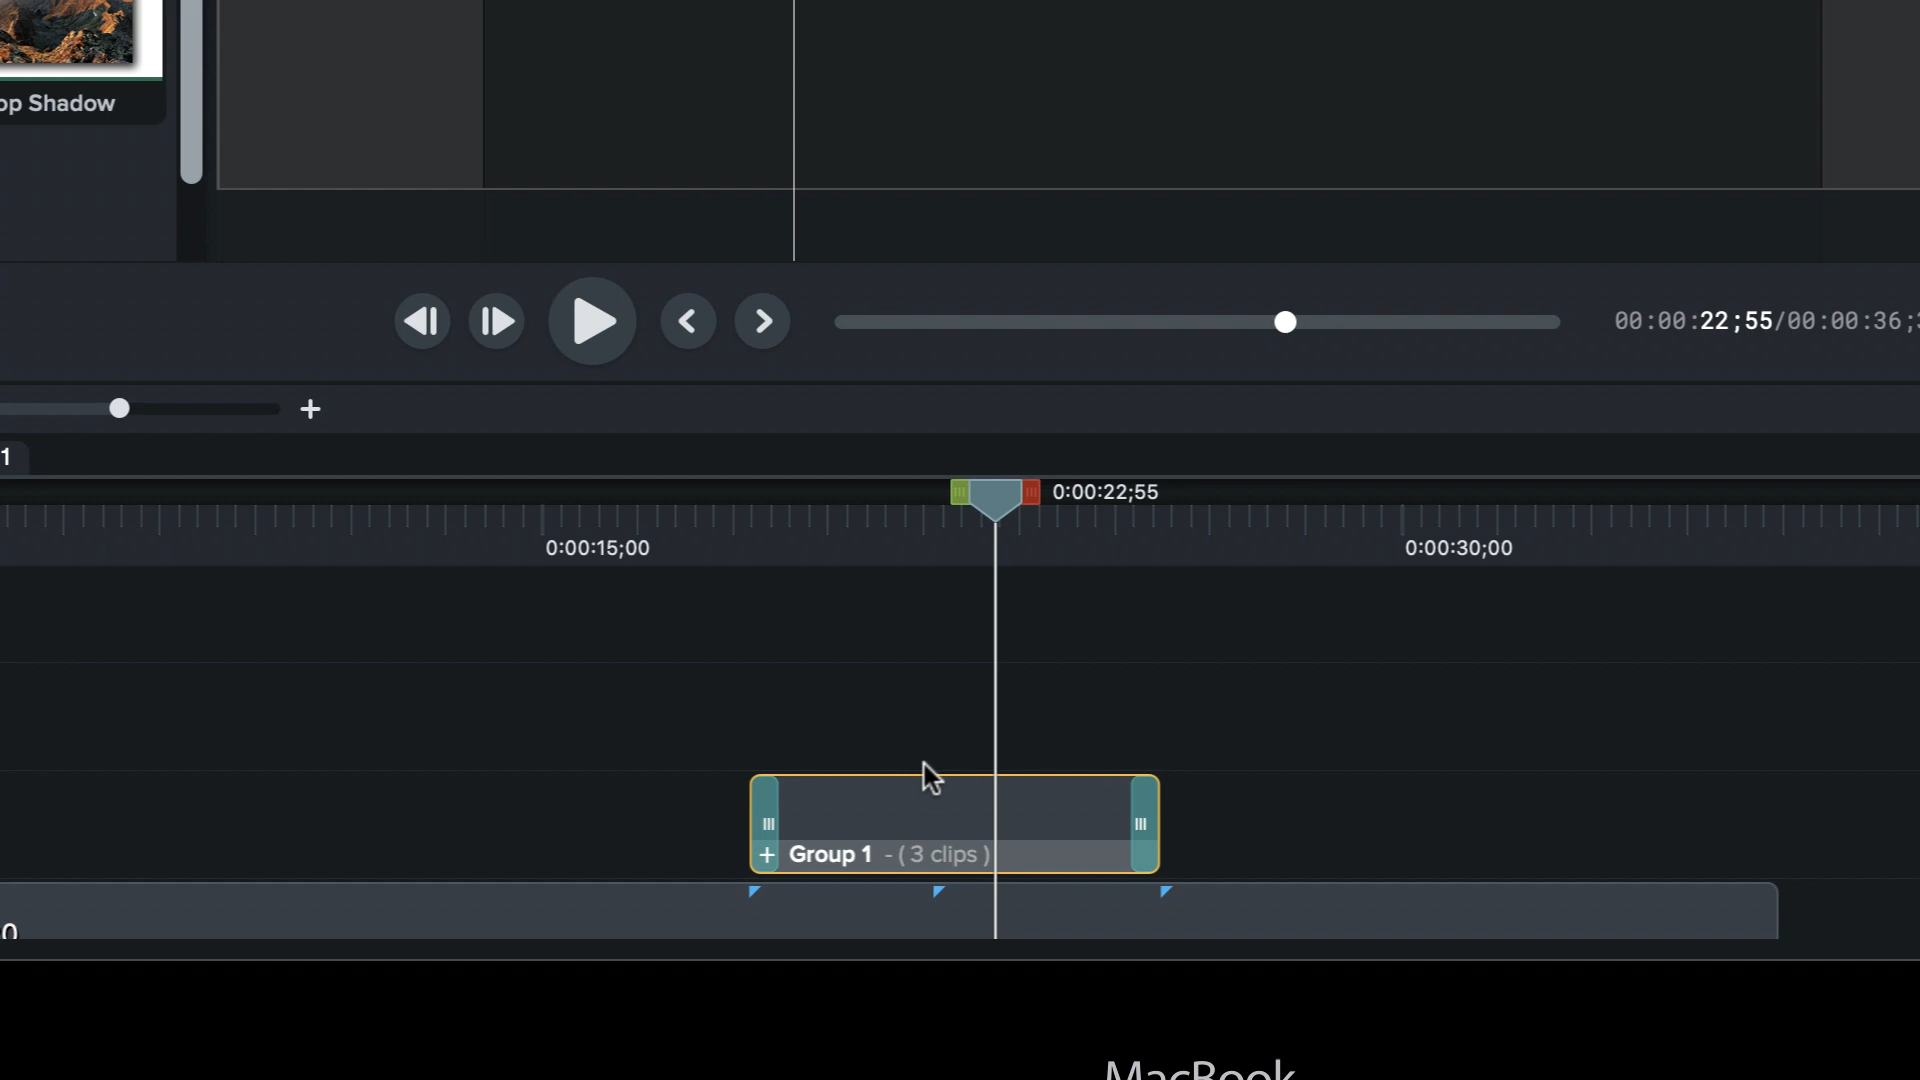 op Shadow
00:00:22;55/00:00:36;
1
0:00:22;55
0:00:15;00 0:00:30;00
Group 1 - ( 3 clips )
0
MacBook